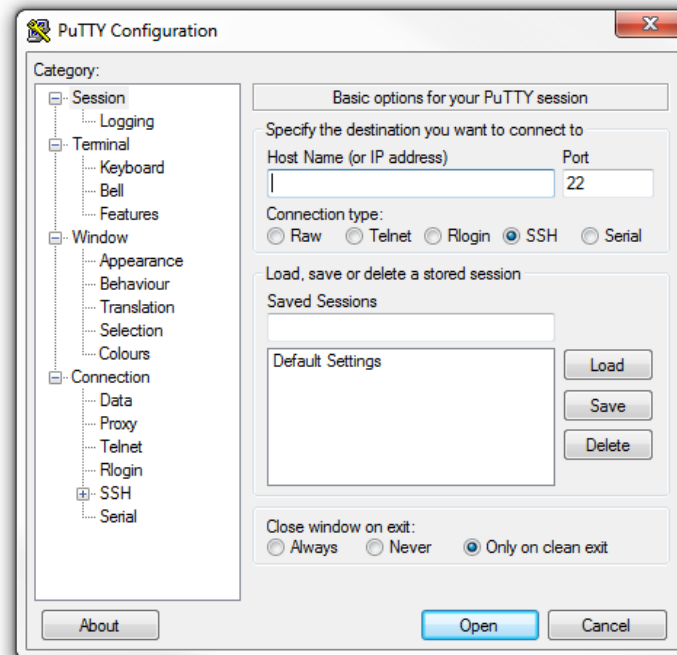 PuTTY Configuration
Category:
Session
Logging
Terminal
Keyboard
Bell
Features
Window
Appearance
Behaviour
Translation
Selection
Colours
Connection
Data
Proxy
Telnet
Rlogin
SSH
Serial
Basic options for your PuTTY session
Specify the destination you want to connect to
Host Name (or IP address) Port
22
Connection type:
Raw Telnet Rlogin SSH Serial
Load, save or delete a stored session
Saved Sessions
Default Settings
Load
Save
Delete
Close window on exit:
Always Never Only on clean exit
About Open Cancel